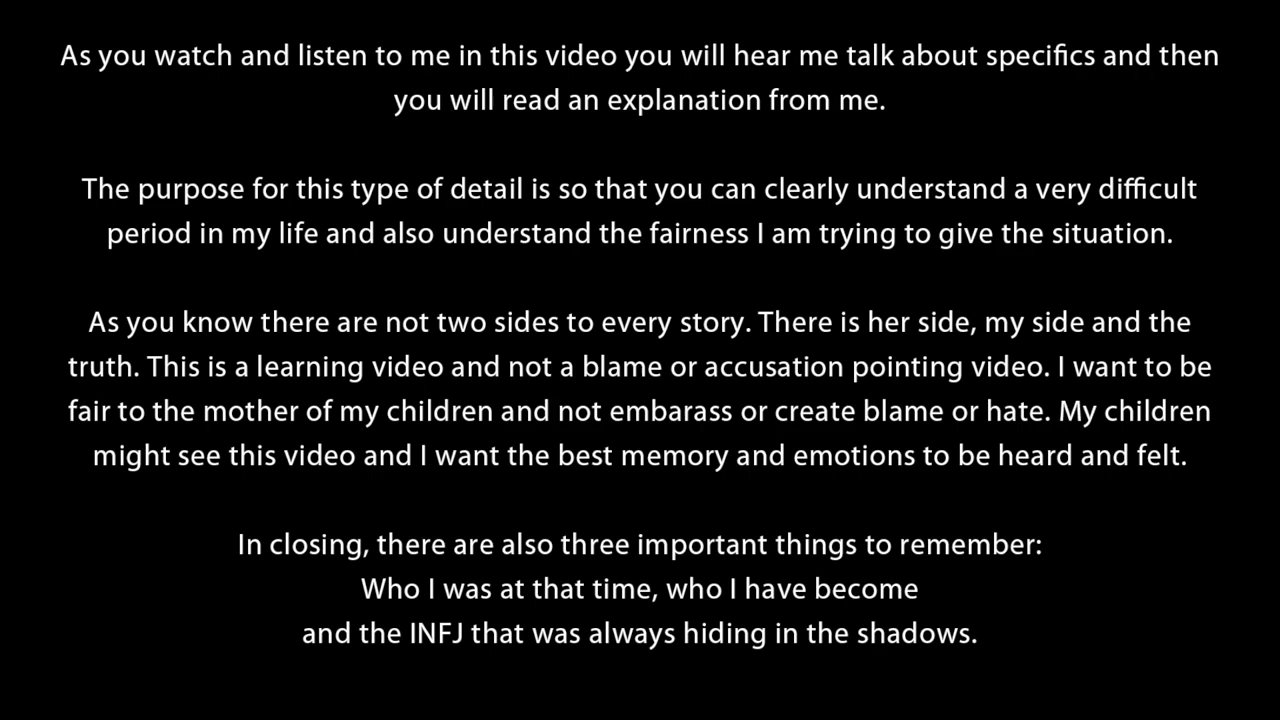 As you watch and listen to me in this video you will hear me talk about specifics and then
you will read an explanation from me.
The purpose for this type of detail is so that you can clearly understand a very difficult
period in my life and also understand the fairness I am trying to give the situation.
As you know there are not two sides to every story. There is her side, my side and the
truth. This is a learning video and not a blame or accusation pointing video. I want to be
fair to the mother of my children and not embarass or create blame or hate. My children
might see this video and I want the best memory and emotions to be heard and felt.
In closing, there are also three important things to remember:
Who I was at that time, who I have become
and the INFJ that was always hiding in the shadows.